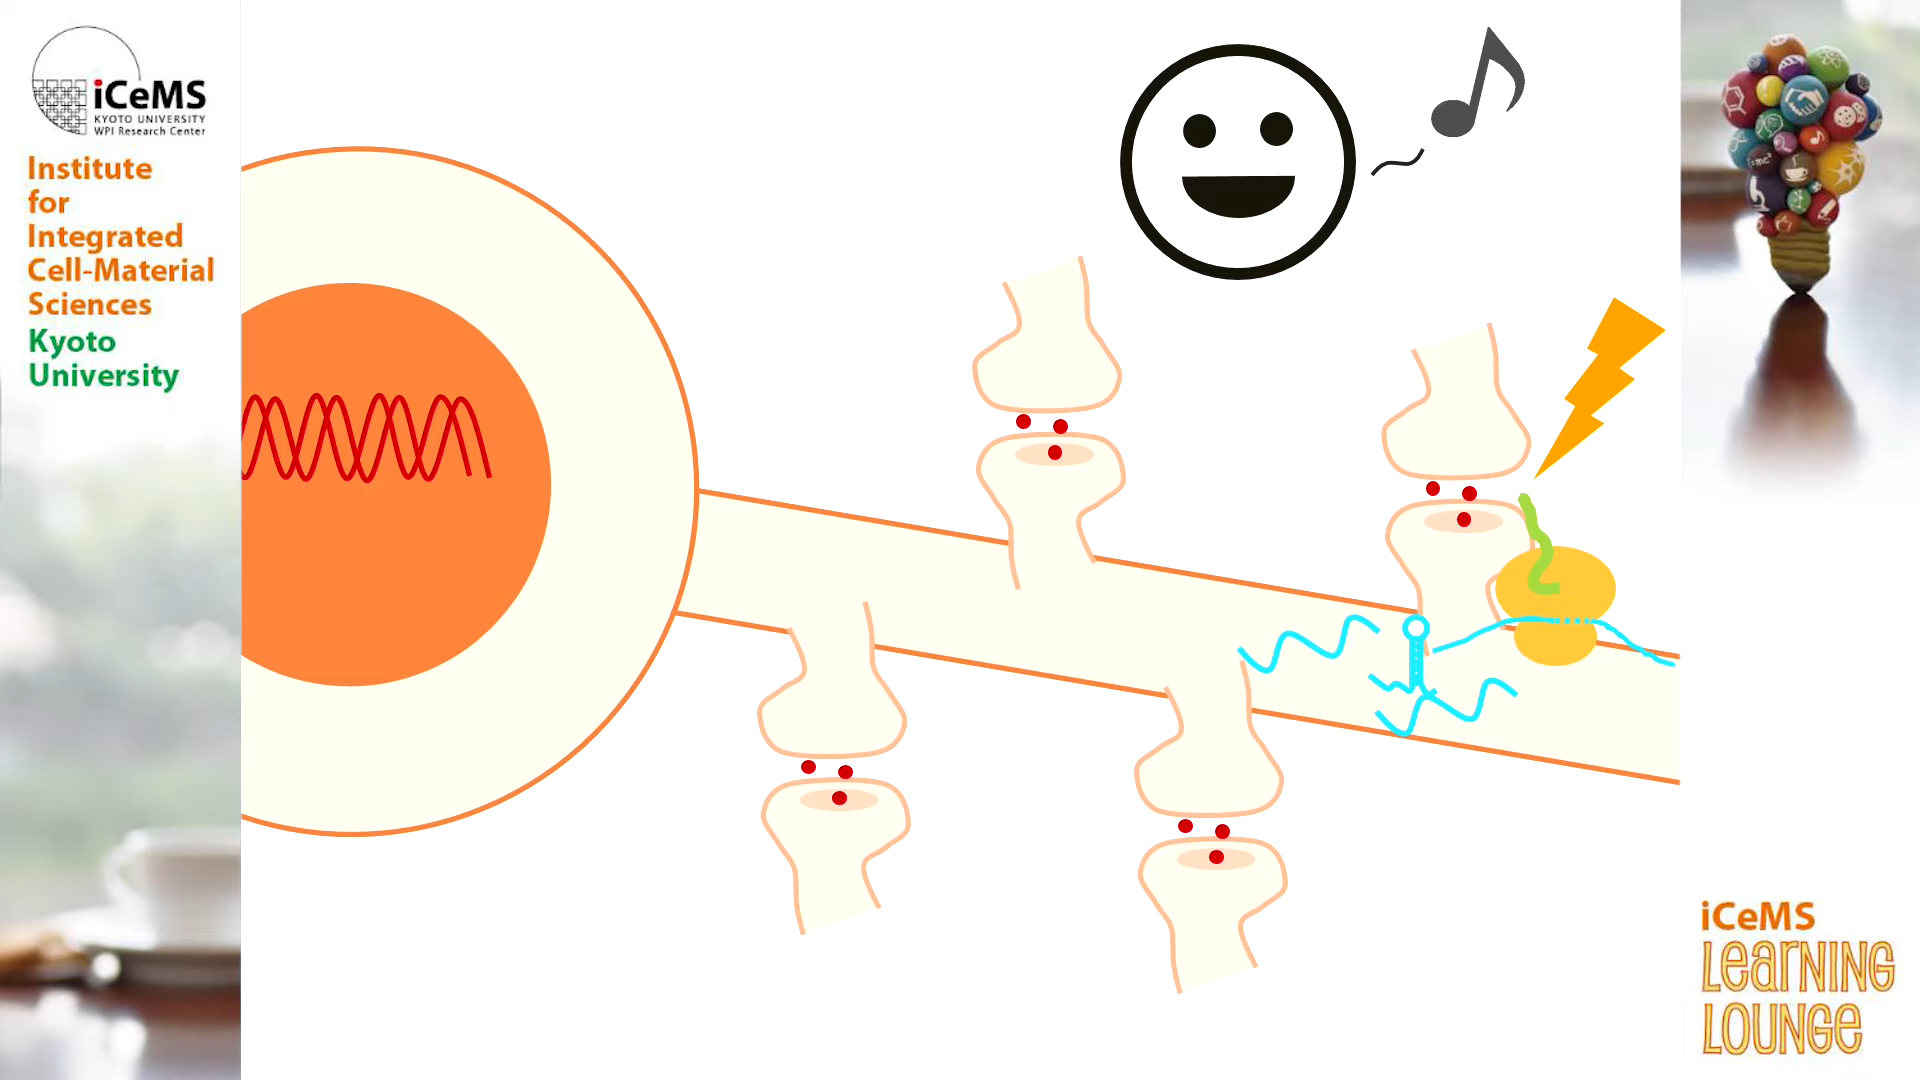 iCeMS
KYOTO UNIVERSITY
WPI Research Center
Institute
for
Integrated
Cell-Material
Sciences
Kyoto
University
iCeMS
LeARNING
LOUNGe